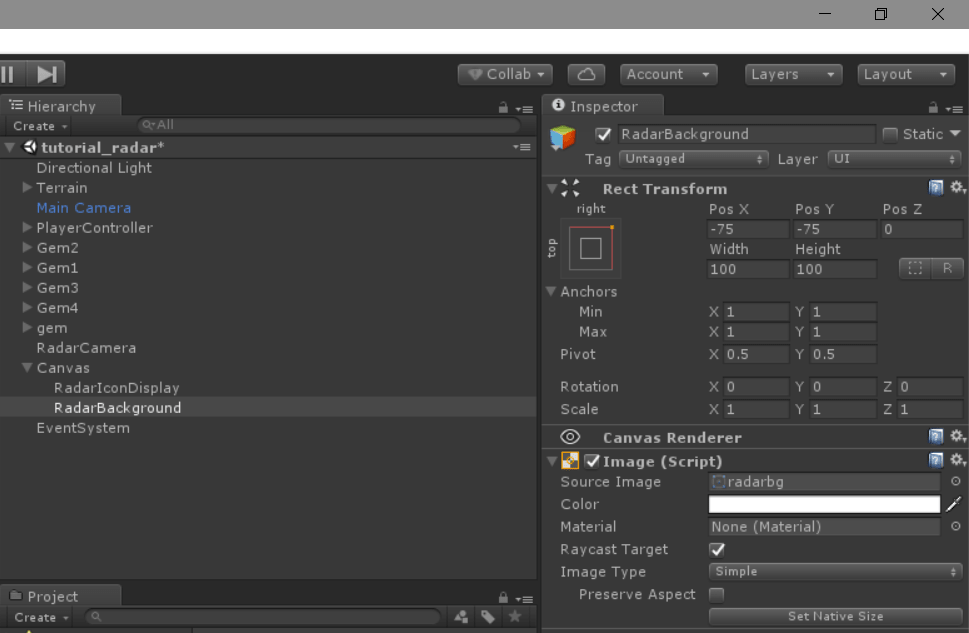 Collab Account Layers Layout
Hierarchy
Create All
tutorial_radar*
Directional Light
Terrain
Main Camera
PlayerController
Gem2
Gem1
Gem3
Gem4
gem
RadarCamera
Canvas
RadarIconDisplay
RadarBackground
EventSystem
Project
Create
Inspector
RadarBackground Static
Tag Untagged Layer UI
Rect Transform
right Pos X Pos Y Pos Z
-75 -75 0
top Width Height
100 100 R
Anchors
Min X 1 Y 1
Max X 1 Y 1
Pivot X 0.5 Y 0.5
Rotation X 0 Y 0 Z 0
Scale X 1 Y 1 Z 1
Canvas Renderer
Image (Script)
Source Image radarbg
Color
Material None (Material)
Raycast Target
Image Type Simple
Preserve Aspect
Set Native Size